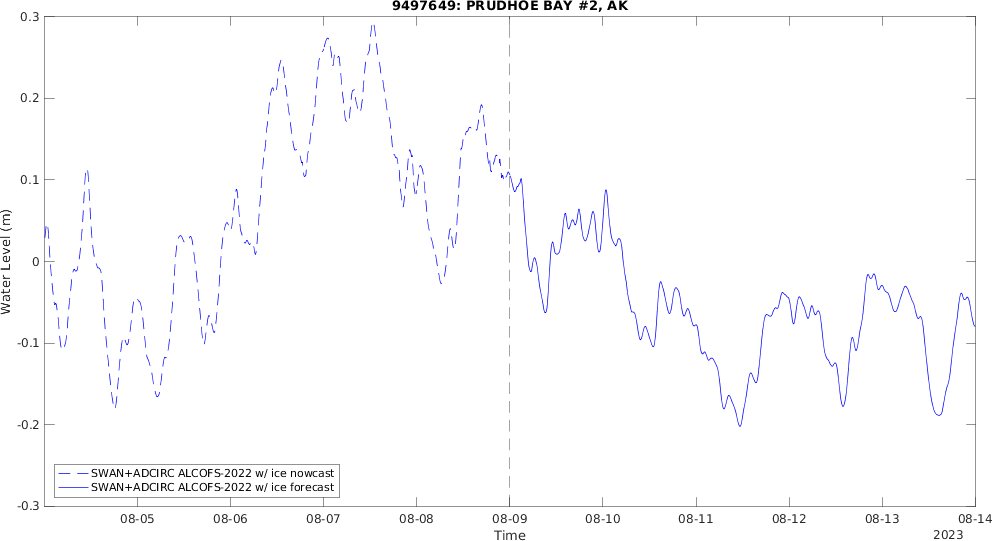 9497649: PRUDHOE BAY #2, AK
0.3
0.2
0.1
0
-0.1
-0.2
-0.3
Water Level (m)
SWAN+ADCIRC ALCOFS-2022 w/ ice nowcast
SWAN+ADCIRC ALCOFS-2022 w/ ice forecast
08-05 08-06 08-07 08-08 08-09 08-10 08-11 08-12 08-13 08-14
Time
2023